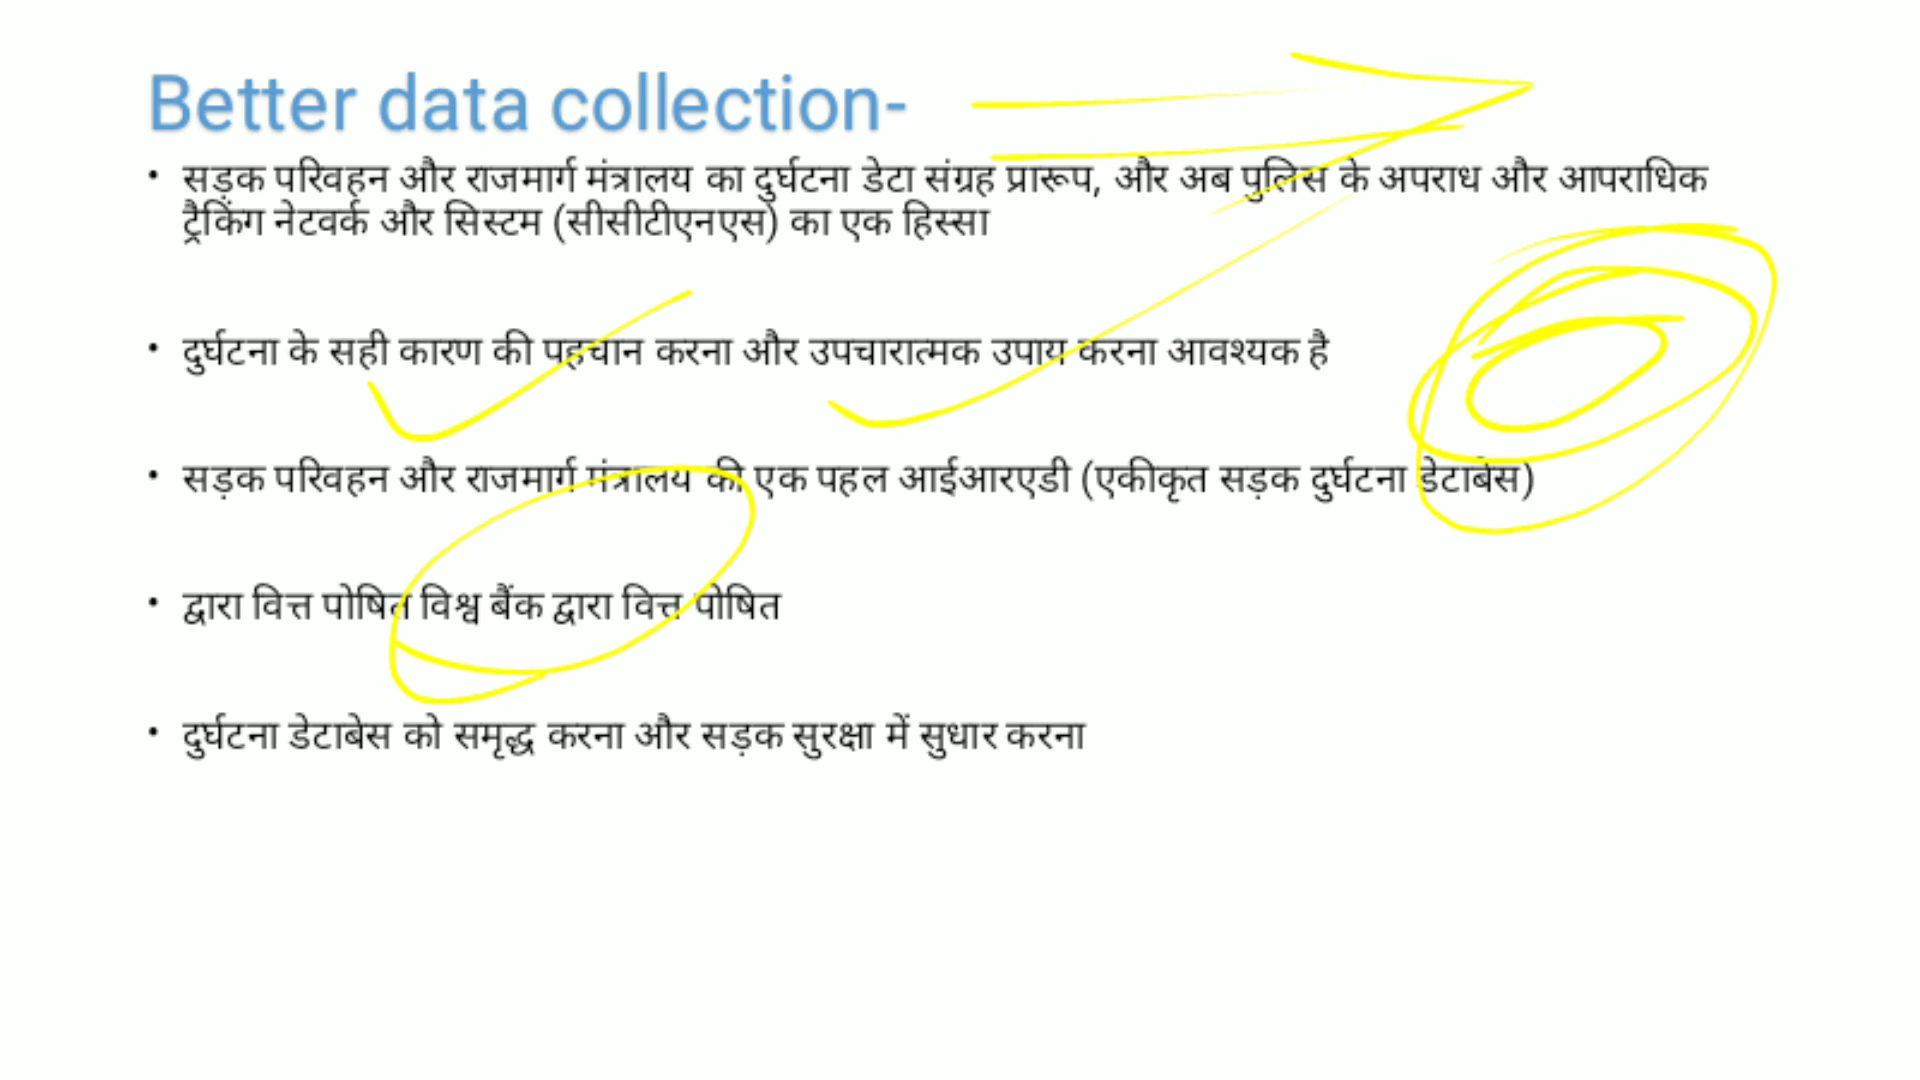 Better data collection-
• सड़क परिवहन और राजमार्ग मंत्रालय का दुर्घटना डेटा संग्रह प्रारूप, और अब पुलिस के अपराध और आपराधिक
ट्रैकिंग नेटवर्क और सिस्टम (सीसीटीएनएस) का एक हिस्सा
• दुर्घटना के सही कारण की पहचान करना और उपचारात्मक उपाय करना आवश्यक है
• सड़क परिवहन और राजमार्ग मंत्रालय की एक पहल आईआरएडी (एकीकृत सड़क दुर्घटना डेटाबेस)
• द्वारा वित्त पोषित विश्व बैंक द्वारा वित्त पोषित
• दुर्घटना डेटाबेस को समृद्ध करना और सड़क सुरक्षा में सुधार करना